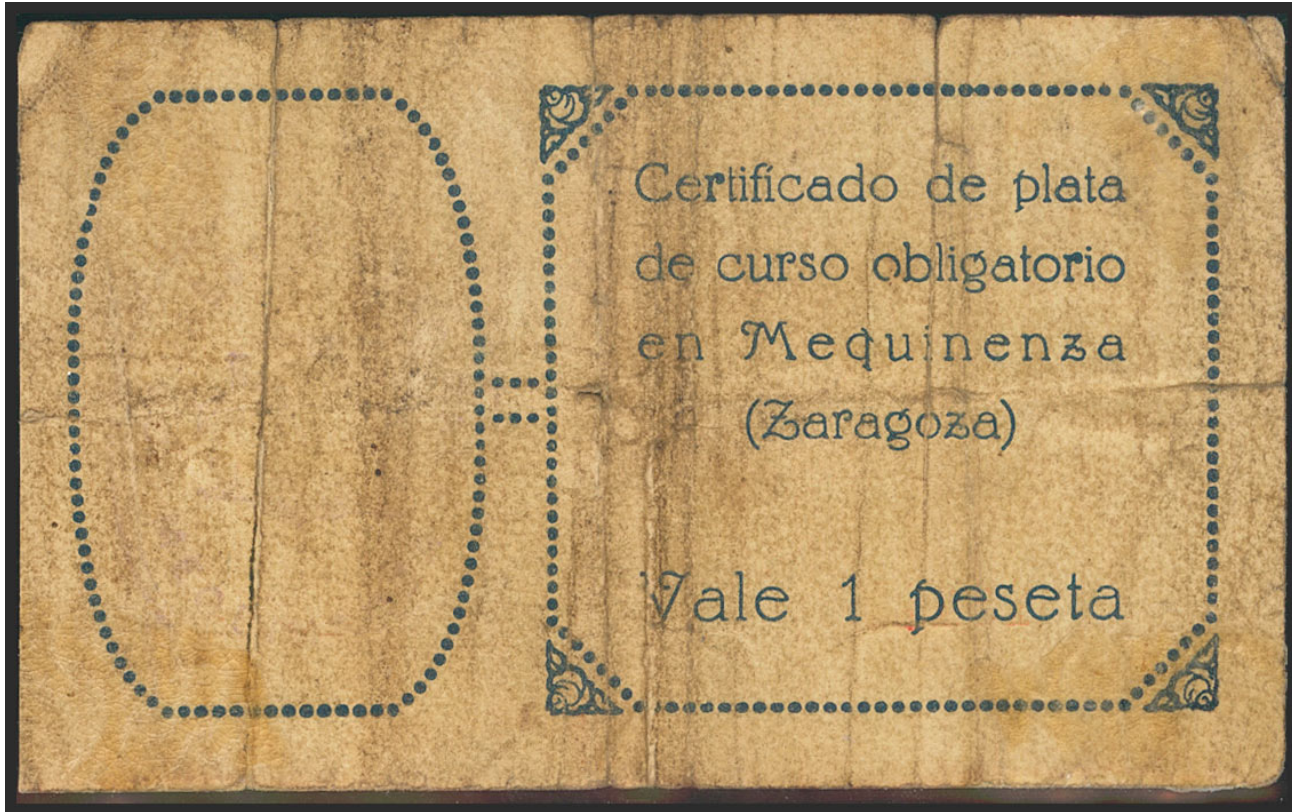 Certificado de plata
de curso obligatorio
en Mequinenza
(Zaragoza)
Vale 1 peseta